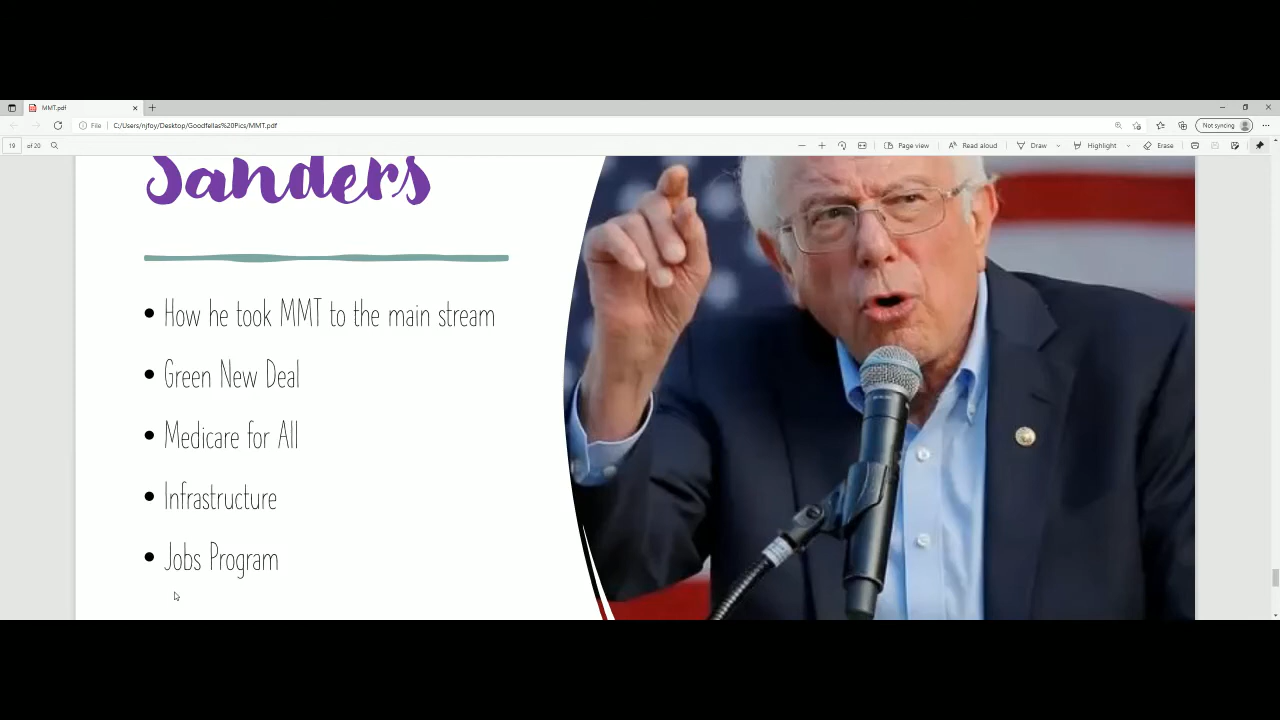 MMT.pdf
File
C:/Users/njfoy/Desktop/Goodfellas%20Pics/MMT.pdf
Not syncing
19
of 20
Page view
Read aloud
Draw
Highlight
Erase
Sanders
• How he took MMT to the main stream
• Green New Deal
• Medicare for All
• Infrastructure
• Jobs Program